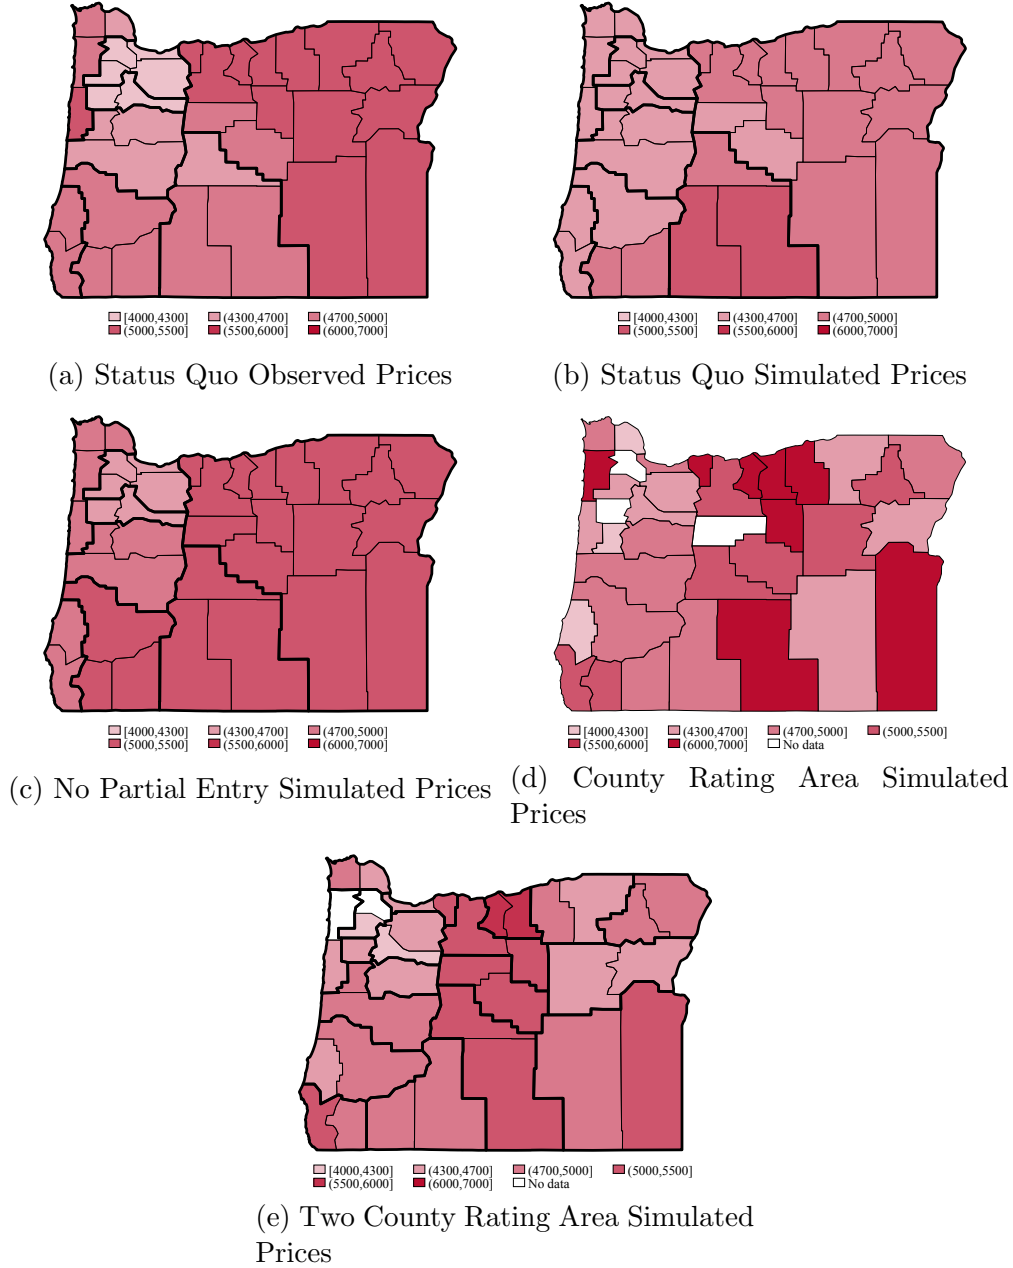 [4000,4300] (4300,4700] (4700,5000]
(5000,5500] (5500,6000] (6000,7000]
(a) Status Quo Observed Prices
[4000,4300] (4300,4700] (4700,5000]
(5000,5500] (5500,6000] (6000,7000]
(b) Status Quo Simulated Prices
[4000,4300] (4300,4700] (4700,5000]
(5000,5500] (5500,6000] (6000,7000]
(c) No Partial Entry Simulated Prices
[4000,4300] (4300,4700] (4700,5000] (5000,5500]
(5500,6000] (6000,7000] No data
(d) County Rating Area Simulated
Prices
[4000,4300] (4300,4700] (4700,5000] (5000,5500]
(5500,6000] (6000,7000] No data
(e) Two County Rating Area Simulated
Prices